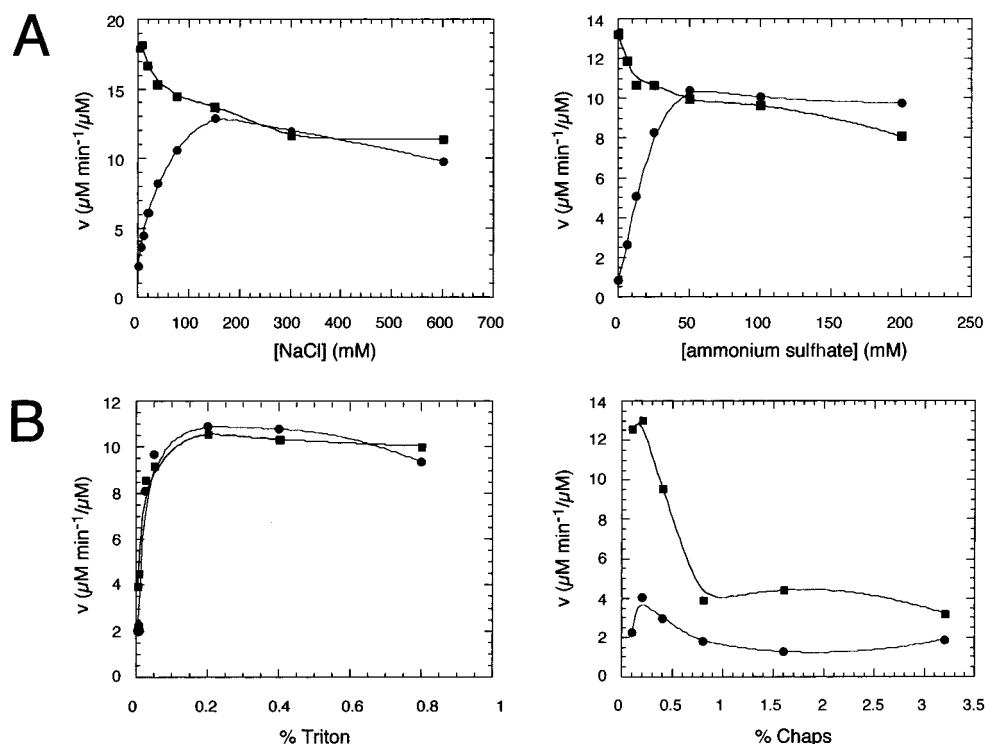 A
20
15
10
5
0
v (µM min⁻¹/µM)
0 100 200 300 400 500 600 700
[NaCl] (mM)
14
12
10
8
6
4
2
0
v (µM min⁻¹/µM)
0 50 100 150 200 250
[ammonium sulfhate] (mM)
B
12
10
8
6
4
2
0
v (µM min⁻¹/µM)
0 0.2 0.4 0.6 0.8 1
% Triton
14
12
10
8
6
4
2
0
v (µM min⁻¹/µM)
0 0.5 1 1.5 2 2.5 3 3.5
% Chaps